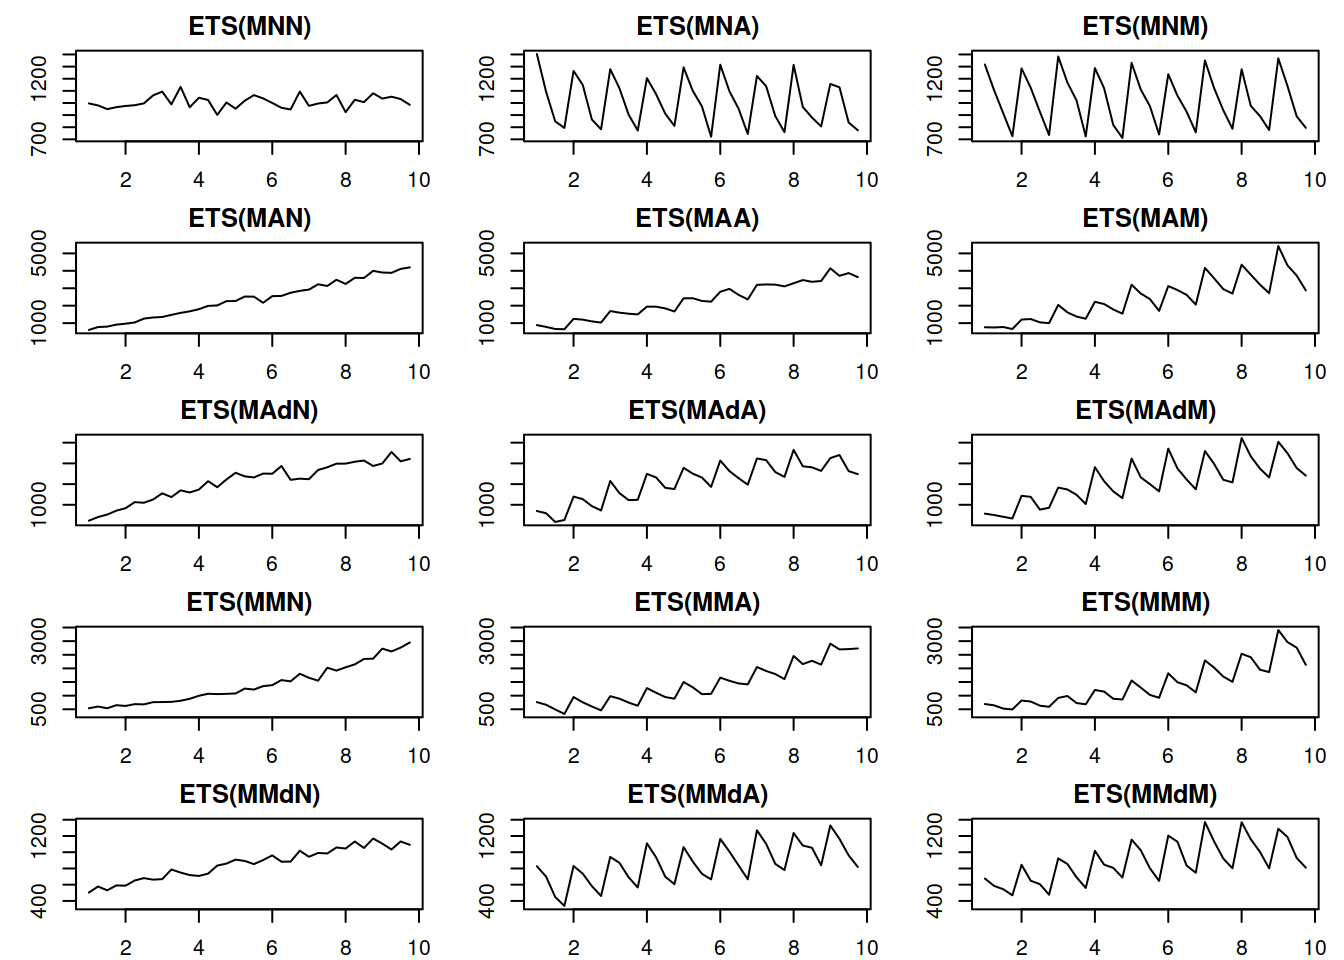 ETS(MNN) ETS(MNA) ETS(MNM)
700 1200 700 1200 700 1200
2 4 6 8 10 2 4 6 8 10 2 4 6 8 10
ETS(MAN) ETS(MAA) ETS(MAM)
1000 5000 1000 5000 1000 5000
2 4 6 8 10 2 4 6 8 10 2 4 6 8 10
ETS(MAdN) ETS(MAdA) ETS(MAdM)
1000 1000 1000
2 4 6 8 10 2 4 6 8 10 2 4 6 8 10
ETS(MMN) ETS(MMA) ETS(MMM)
500 3000 500 3000 500 3000
2 4 6 8 10 2 4 6 8 10 2 4 6 8 10
ETS(MMdN) ETS(MMdA) ETS(MMdM)
400 1200 400 1200 400 1200
2 4 6 8 10 2 4 6 8 10 2 4 6 8 10